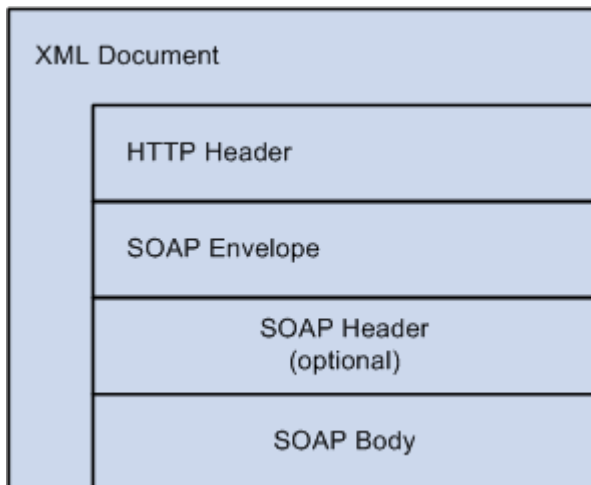 XML Document
HTTP Header
SOAP Envelope
SOAP Header
(optional)
SOAP Body